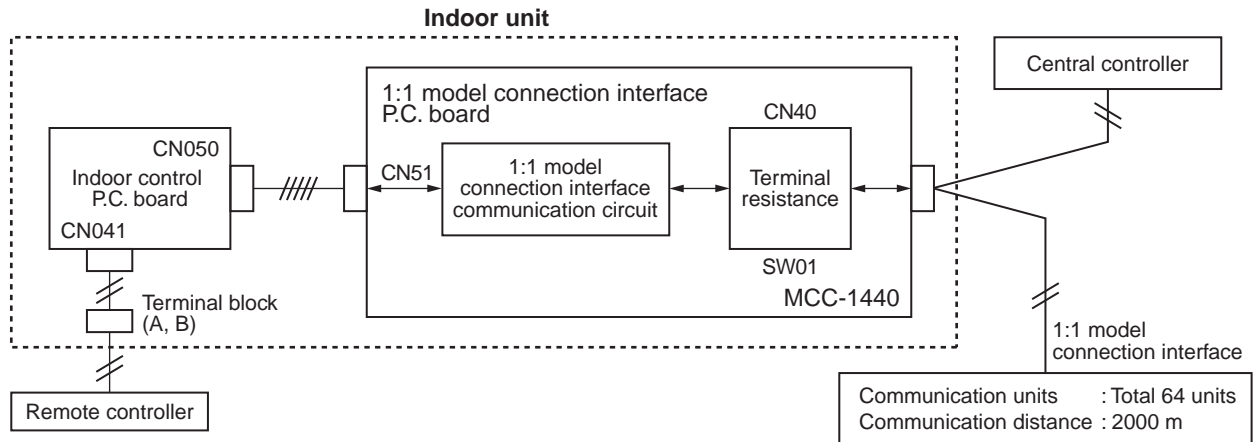 Indoor unit
Central controller
1:1 model connection interface
P.C. board
CN40
CN050
Indoor control
P.C. board
CN041
CN51
1:1 model
connection interface
communication circuit
Terminal
resistance
SW01
MCC-1440
Terminal block
(A, B)
1:1 model
connection interface
Remote controller
Communication units : Total 64 units
Communication distance : 2000 m